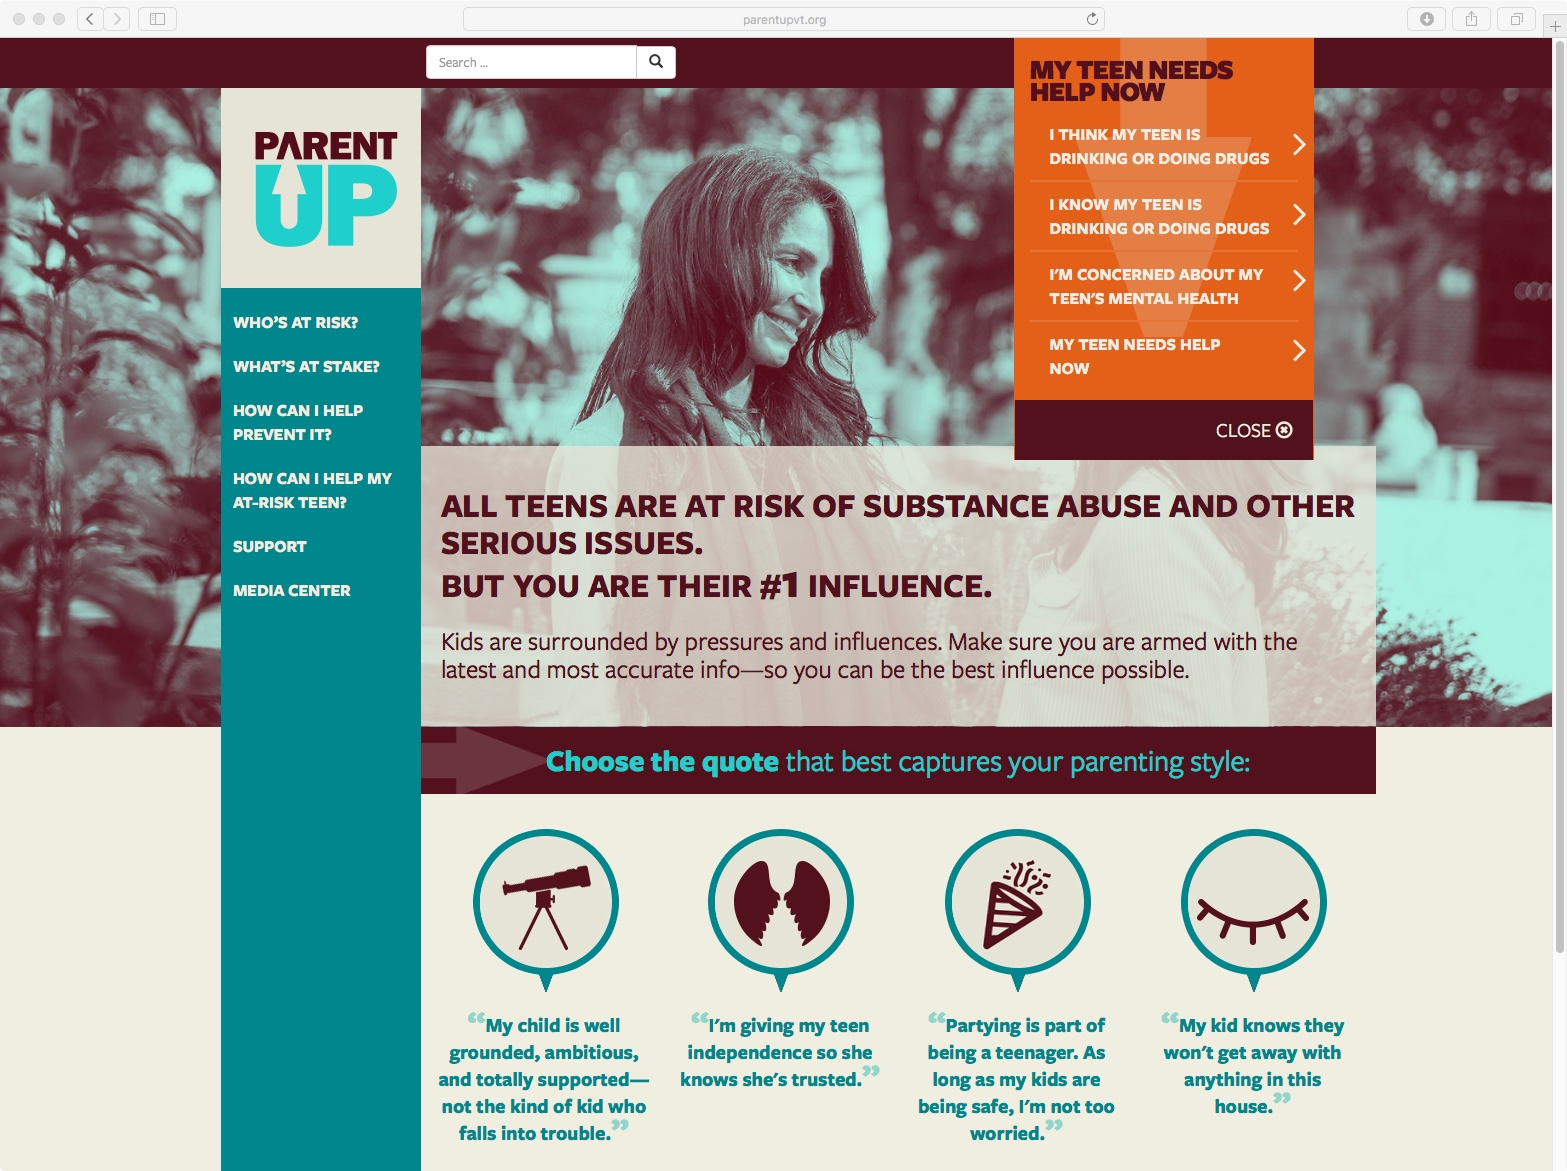 parentupvt.org
Search ...
MY TEEN NEEDS
HELP NOW
I THINK MY TEEN IS
DRINKING OR DOING DRUGS
I KNOW MY TEEN IS
DRINKING OR DOING DRUGS
I'M CONCERNED ABOUT MY
TEEN'S MENTAL HEALTH
MY TEEN NEEDS HELP
NOW
CLOSE
PARENT
UP
WHO'S AT RISK?
WHAT'S AT STAKE?
HOW CAN I HELP
PREVENT IT?
HOW CAN I HELP MY
AT-RISK TEEN?
SUPPORT
MEDIA CENTER
ALL TEENS ARE AT RISK OF SUBSTANCE ABUSE AND OTHER
SERIOUS ISSUES.
BUT YOU ARE THEIR #1 INFLUENCE.
Kids are surrounded by pressures and influences. Make sure you are armed with the
latest and most accurate info—so you can be the best influence possible.
Choose the quote that best captures your parenting style:
“My child is well
grounded, ambitious,
and totally supported—
not the kind of kid who
falls into trouble.”
“I'm giving my teen
independence so she
knows she's trusted.”
“Partying is part of
being a teenager. As
long as my kids are
being safe, I'm not too
worried.”
“My kid knows they
won't get away with
anything in this
house.”